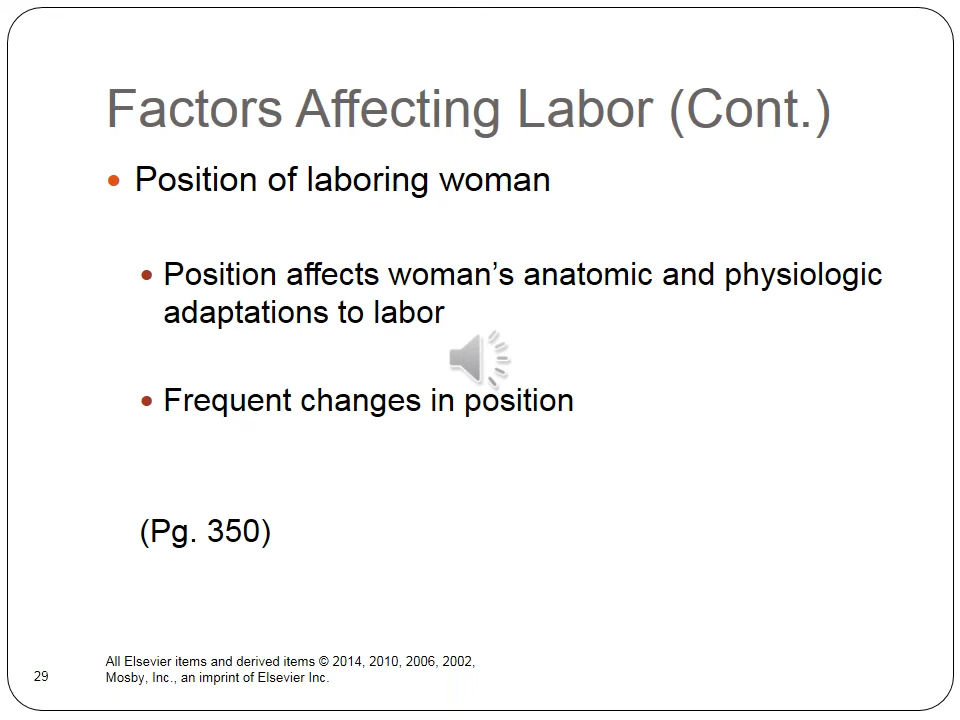 Factors Affecting Labor (Cont.)
• Position of laboring woman
• Position affects woman’s anatomic and physiologic
adaptations to labor
• Frequent changes in position
(Pg. 350)
All Elsevier items and derived items © 2014, 2010, 2006, 2002,
Mosby, Inc., an imprint of Elsevier Inc.
29